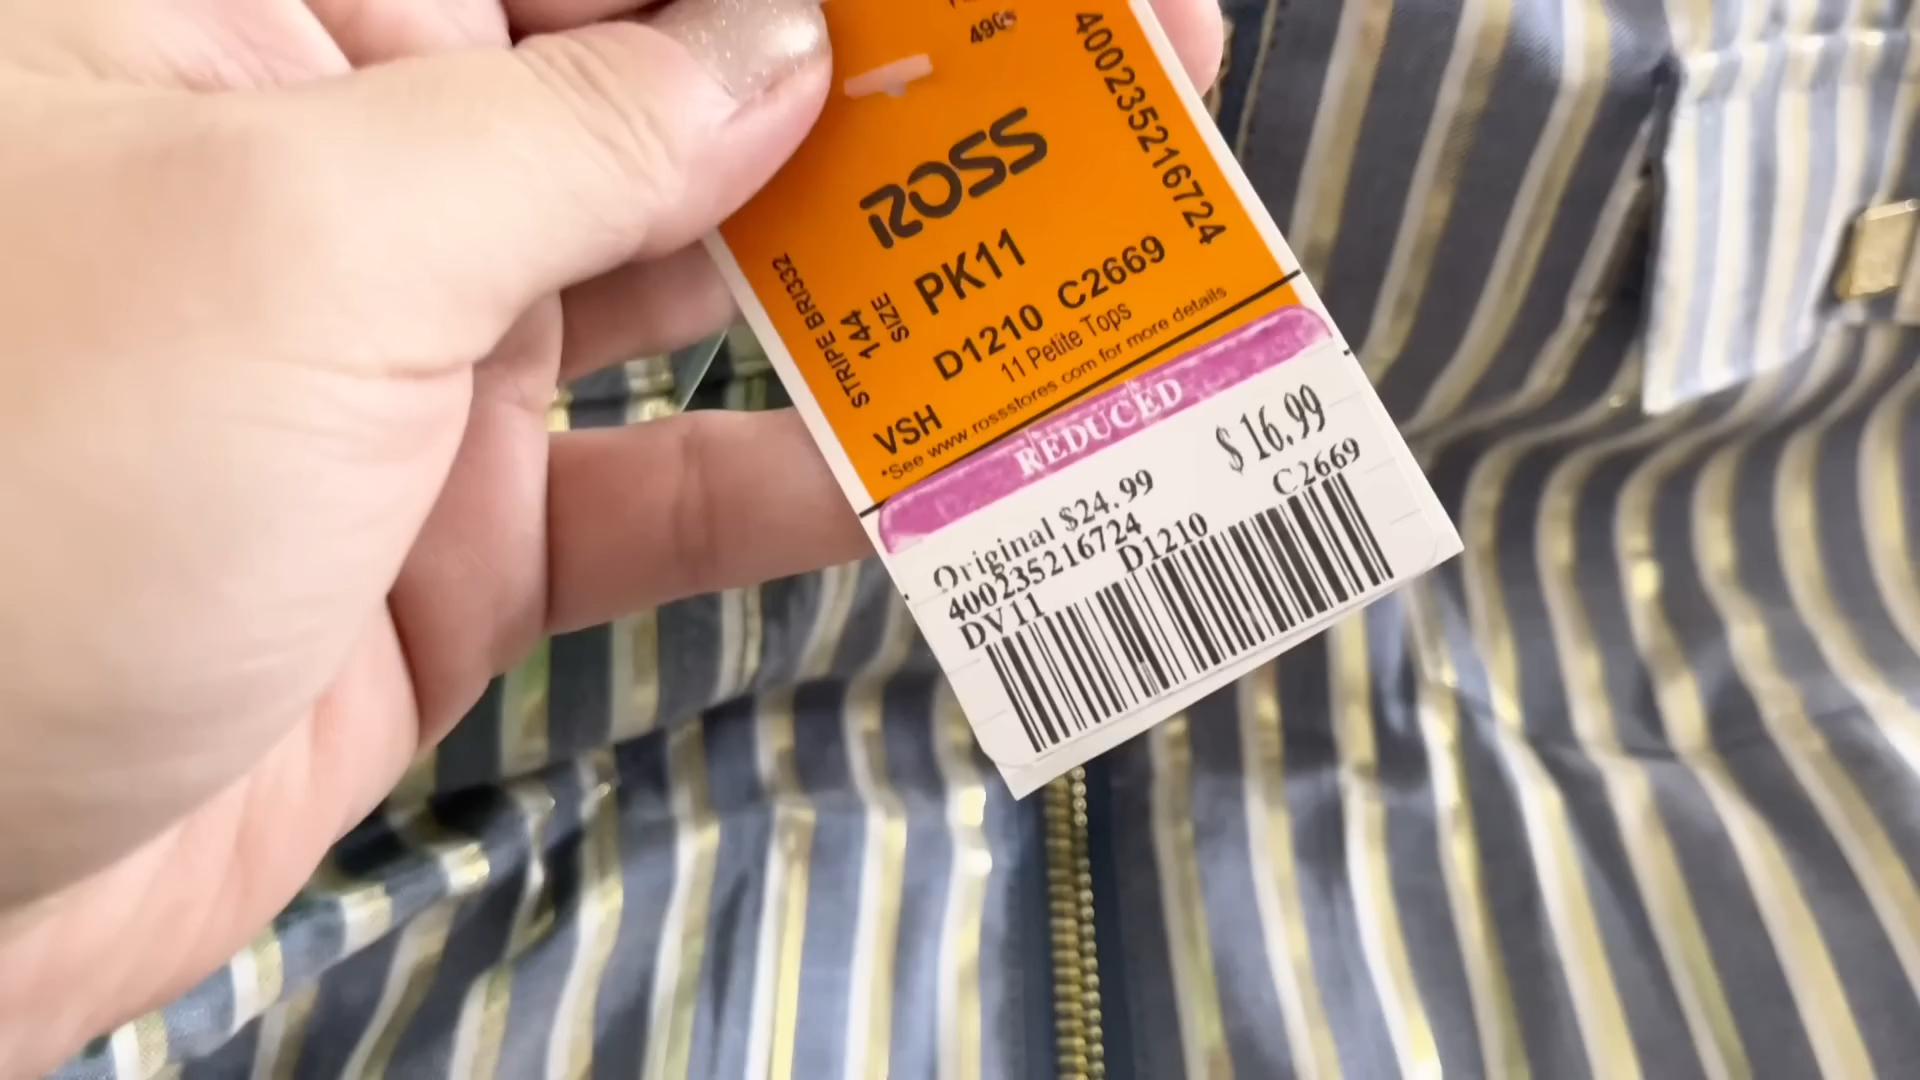 400235216724
ROSS
PK11
D1210 C2669
11 Petite Tops
STRIPE BRI332
144
SIZE
VSH
*See www.rossstores.com for more details
REDUCED
$16.99
Original $24.99
400235216724
C2669
DV11 D1210